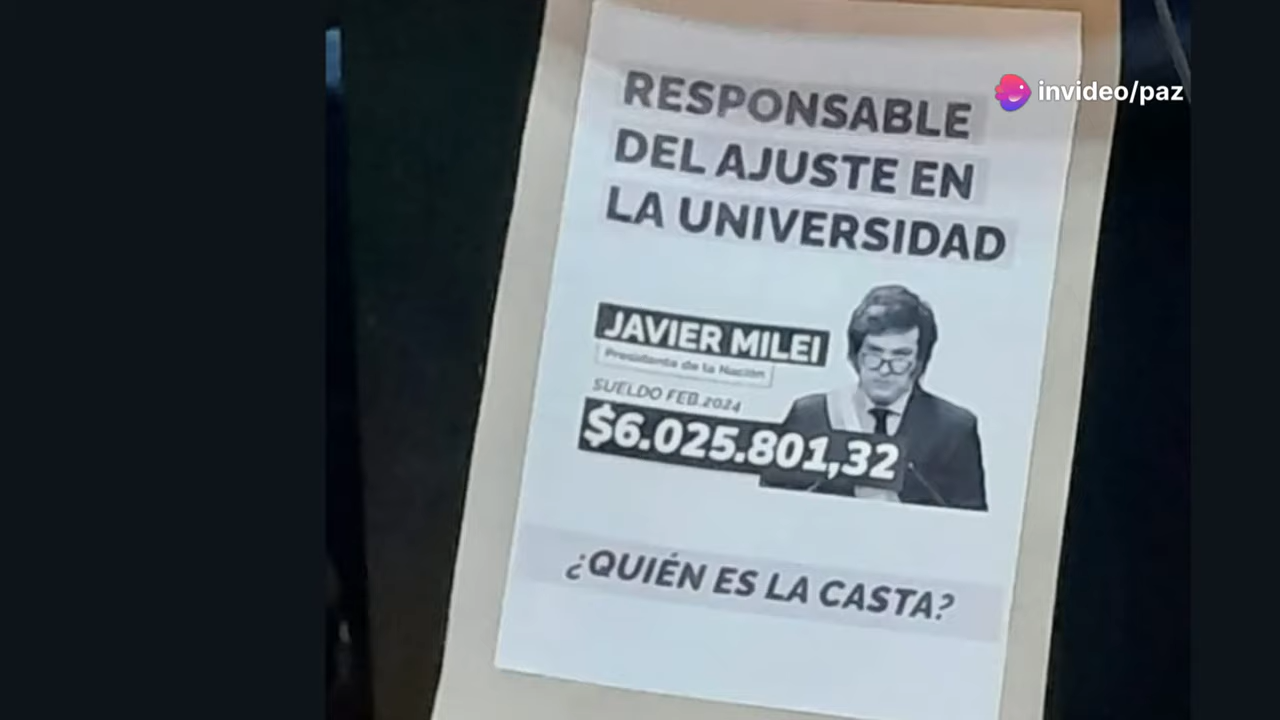 invideo/paz
RESPONSABLE
DEL AJUSTE EN
LA UNIVERSIDAD
JAVIER MILEI
Presidente de la Nación
SUELDO FEB.2024
$6.025.801,32
¿QUIÉN ES LA CASTA?